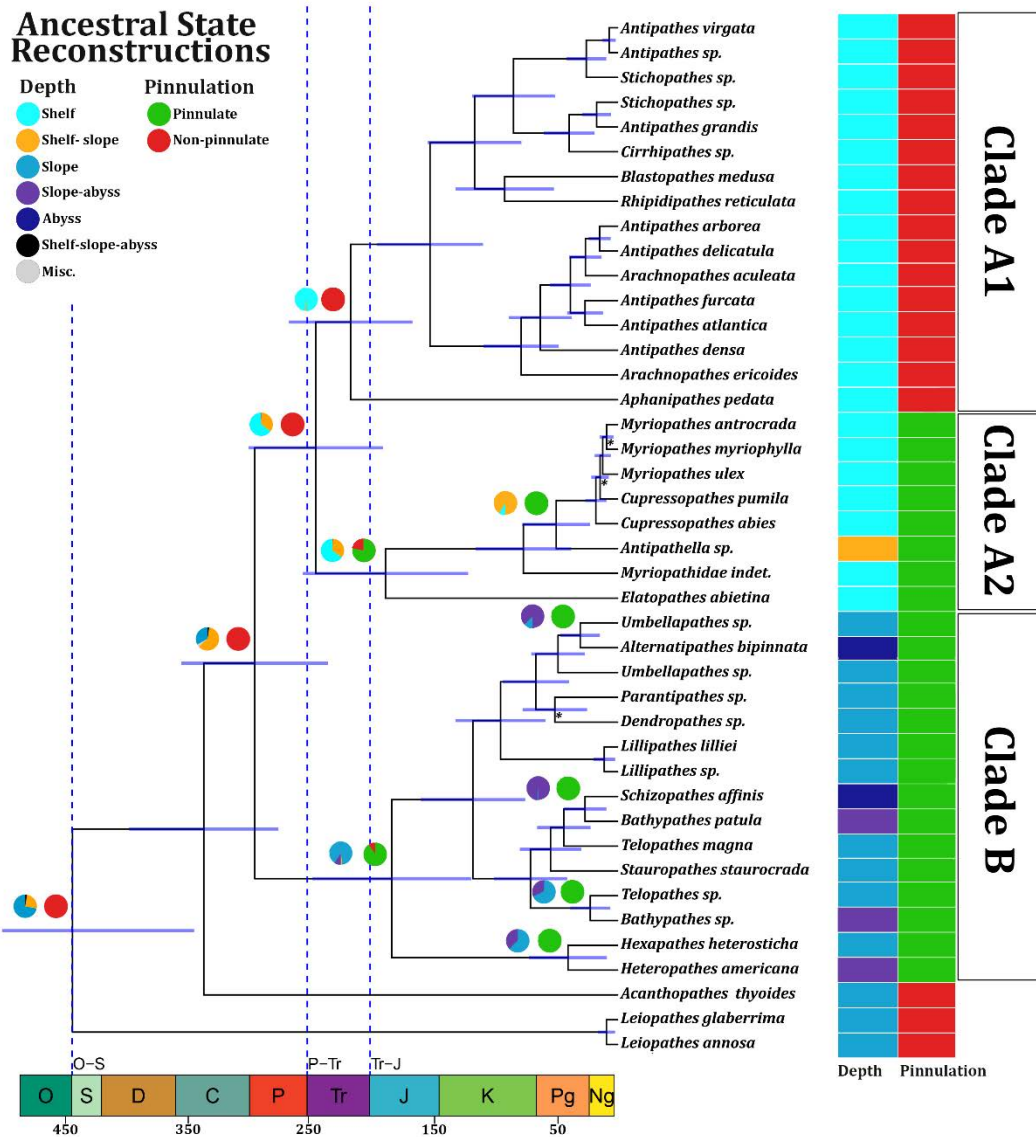 Ancestral State
Reconstructions
Depth
Shelf
Shelf- slope
Slope
Slope-abyss
Abyss
Shelf-slope-abyss
Misc.
Pinnulation
Pinnulate
Non-pinnulate
Antipathes virgata
Antipathes sp.
Stichopathes sp.
Stichopathes sp.
Antipathes grandis
Cirrhipathes sp.
Blastopathes medusa
Rhipidipathes reticulata
Antipathes arborea
Antipathes delicatula
Arachnopathes aculeata
Antipathes furcata
Antipathes atlantica
Antipathes densa
Arachnopathes ericoides
Aphanipathes pedata
Myriopathes antrocrada
*
Myriopathes myriophylla
Myriopathes ulex
*
Cupressopathes pumila
Cupressopathes abies
Antipathella sp.
Myriopathidae indet.
Elatopathes abietina
Umbellapathes sp.
Alternatipathes bipinnata
Umbellapathes sp.
Parantipathes sp.
*
Dendropathes sp.
Lillipathes lilliei
Lillipathes sp.
Schizopathes affinis
Bathypathes patula
Telopathes magna
Stauropathes staurocrada
Telopathes sp.
Bathypathes sp.
Hexapathes heterosticha
Heteropathes americana
Acanthopathes thyoides
Leiopathes glaberrima
Leiopathes annosa
Clade A1
Clade A2
Clade B
Depth Pinnulation
O-S P-Tr Tr-J
O S D C P Tr J K Pg Ng
450 350 250 150 50